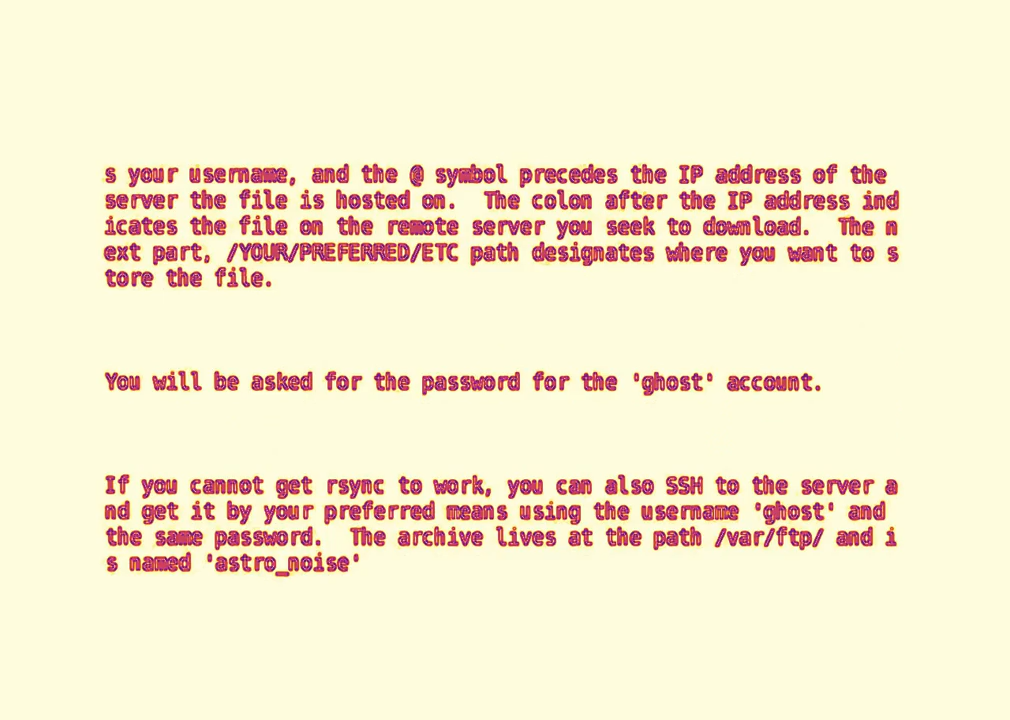 s your username, and the @ symbol precedes the IP address of the
server the file is hosted on.  The colon after the IP address ind
icates the file on the remote server you seek to download.  The n
ext part, /YOUR/PREFERRED/ETC path designates where you want to s
tore the file.
You will be asked for the password for the 'ghost' account.
If you cannot get rsync to work, you can also SSH to the server a
nd get it by your preferred means using the username 'ghost' and
the same password.  The archive lives at the path /var/ftp/ and i
s named 'astro_noise'